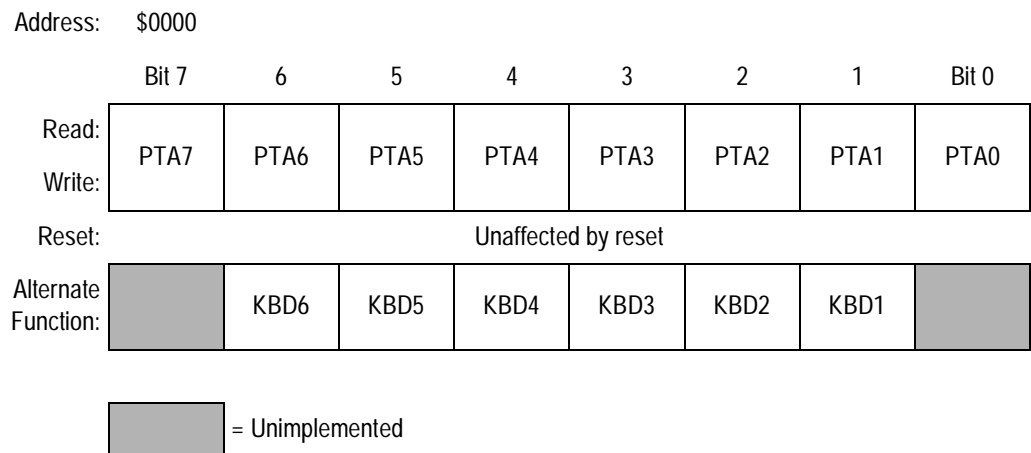 Address: $0000
Bit 7 6 5 4 3 2 1 Bit 0
Read:
PTA7 PTA6 PTA5 PTA4 PTA3 PTA2 PTA1 PTA0
Write:
Reset: Unaffected by reset
Alternate
KBD6 KBD5 KBD4 KBD3 KBD2 KBD1
Function:
= Unimplemented